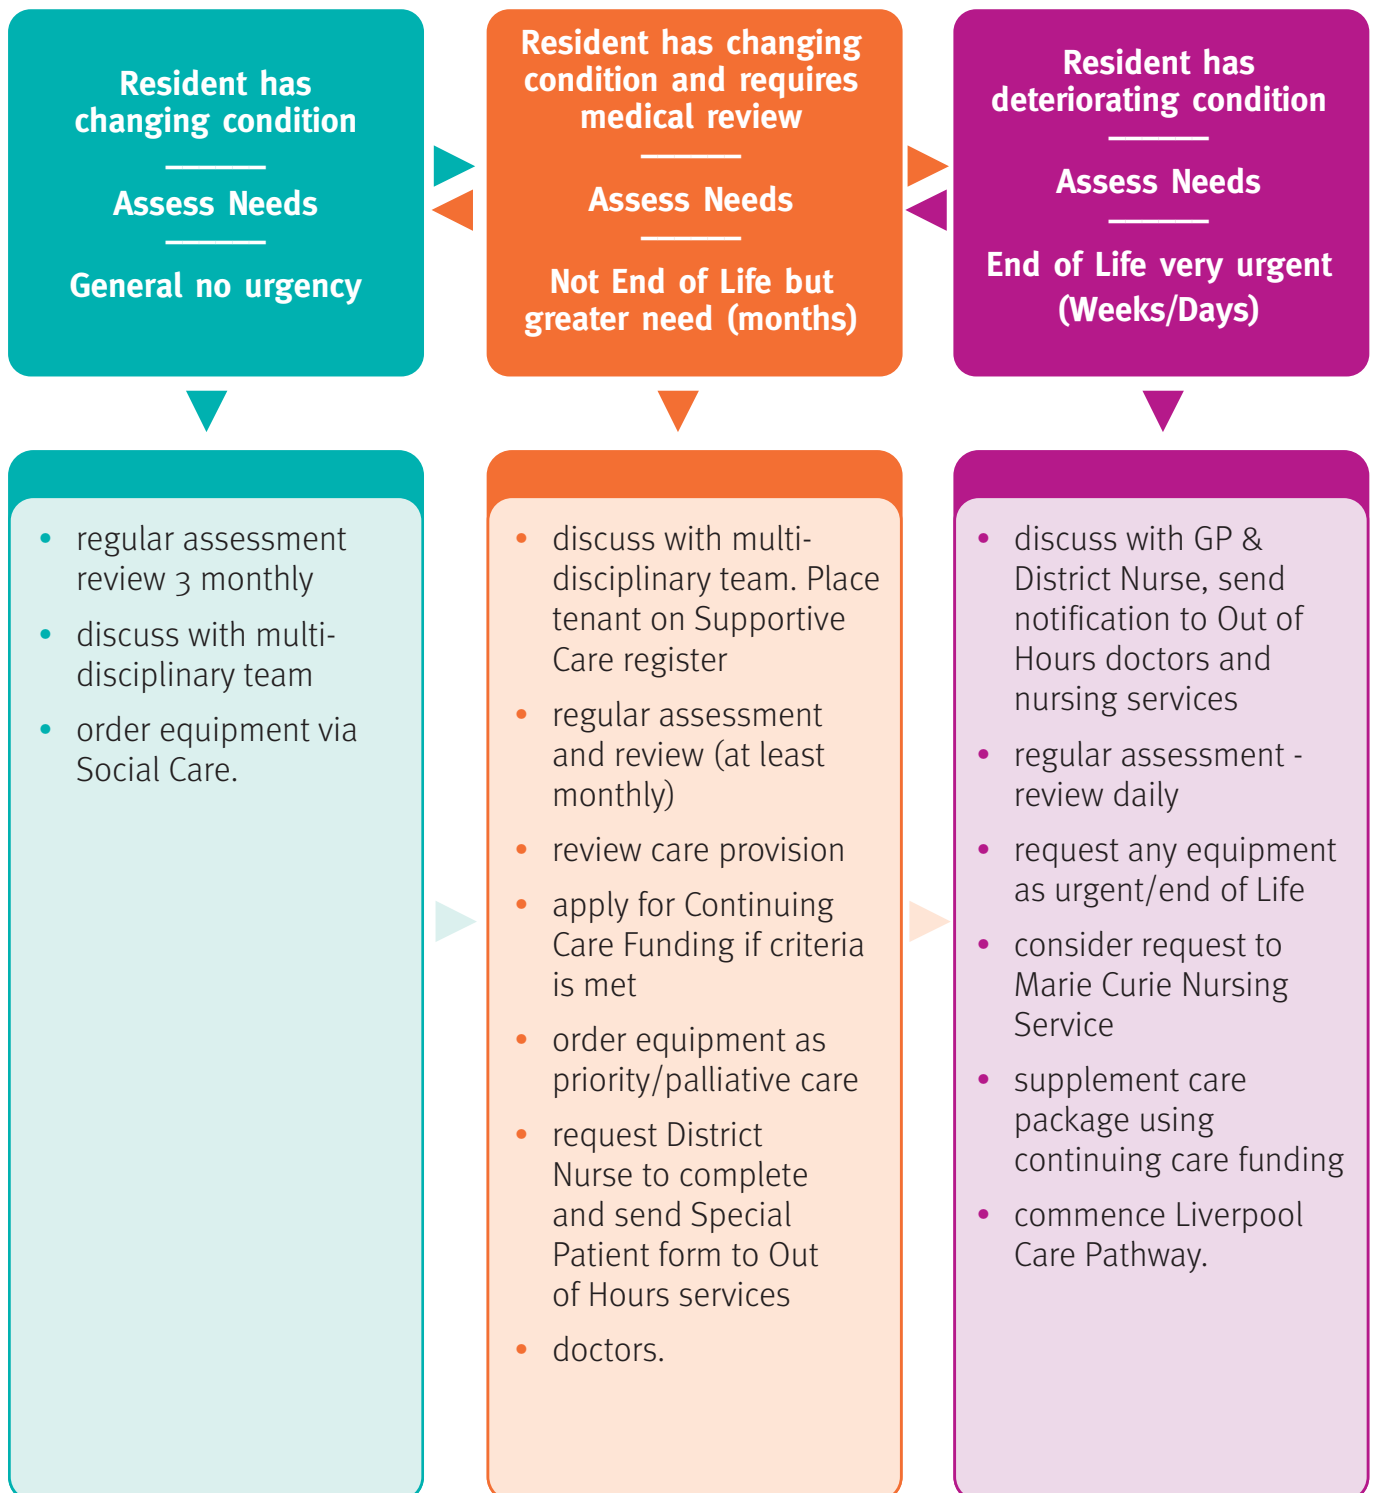 Resident has
changing condition
Assess Needs
General no urgency
Resident has changing
condition and requires
medical review
Assess Needs
Not End of Life but
greater need (months)
Resident has
deteriorating condition
Assess Needs
End of Life very urgent
(Weeks/Days)
• regular assessment
review 3 monthly
• discuss with multi-
disciplinary team
• order equipment via
Social Care.
• discuss with multi-
disciplinary team. Place
tenant on Supportive
Care register
• regular assessment
and review (at least
monthly)
• review care provision
• apply for Continuing
Care Funding if criteria
is met
• order equipment as
priority/palliative care
• request District
Nurse to complete
and send Special
Patient form to Out
of Hours services
• doctors.
• discuss with GP &
District Nurse, send
notification to Out of
Hours doctors and
nursing services
• regular assessment -
review daily
• request any equipment
as urgent/end of Life
• consider request to
Marie Curie Nursing
Service
• supplement care
package using
continuing care funding
• commence Liverpool
Care Pathway.